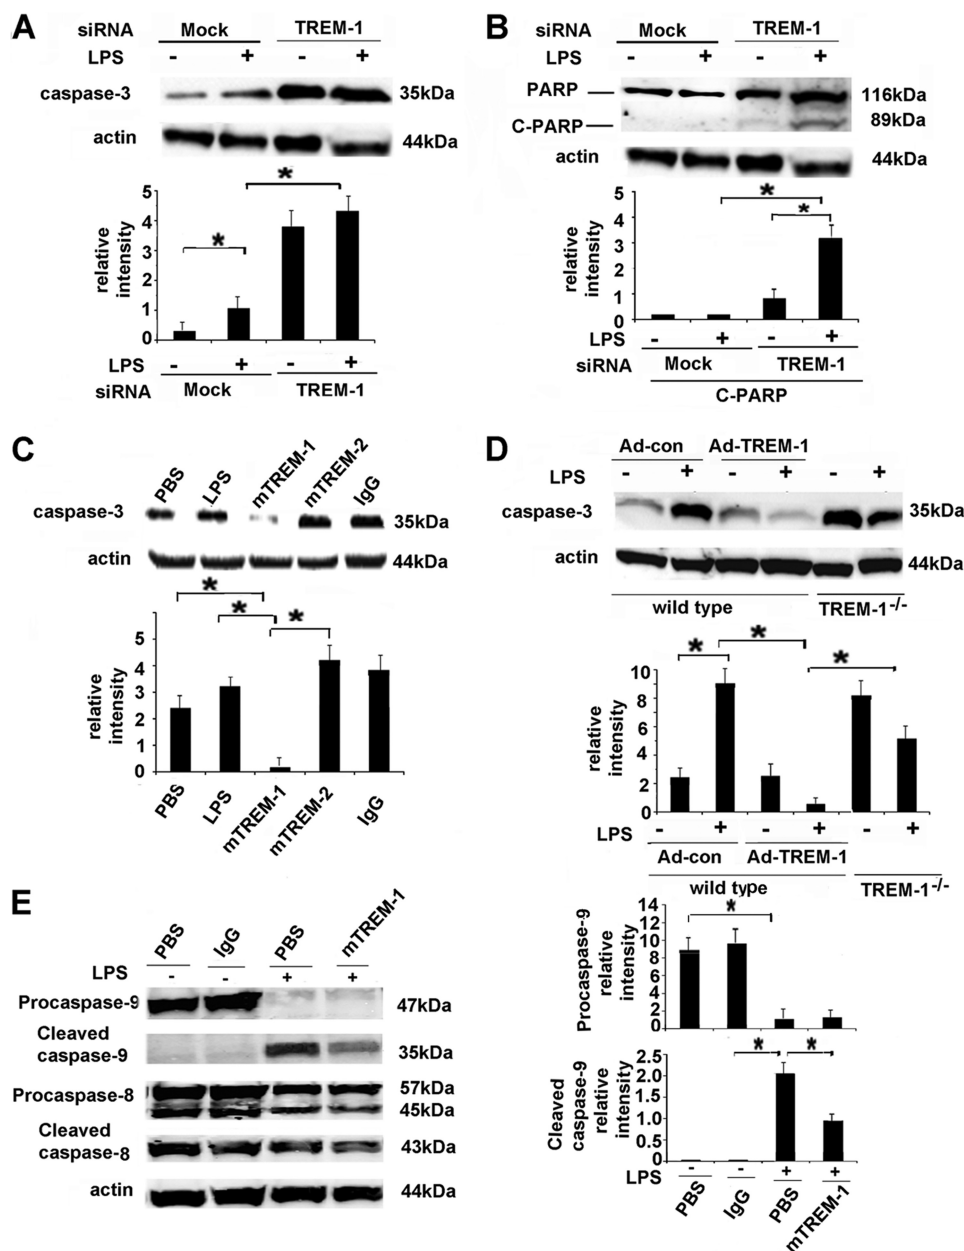 A
siRNA Mock TREM-1
LPS - + - +
caspase-3 35kDa
actin 44kDa
*
*
relative intensity
5
4
3
2
1
0
LPS - + - +
siRNA Mock TREM-1
B
siRNA Mock TREM-1
LPS - + - +
PARP 116kDa
C-PARP 89kDa
actin 44kDa
*
*
relative intensity
5
4
3
2
1
0
LPS - + - +
siRNA Mock TREM-1
C-PARP
C
PBS LPS mTREM-1 mTREM-2 IgG
caspase-3 35kDa
actin 44kDa
* * *
relative intensity
5
4
3
2
1
0
PBS LPS mTREM-1 mTREM-2 IgG
D
Ad-con Ad-TREM-1
LPS - + - + - +
caspase-3 35kDa
actin 44kDa
wild type TREM-1-/-
* * *
relative intensity
10
8
6
4
2
0
LPS - + - + - +
Ad-con Ad-TREM-1
wild type TREM-1-/-
E
PBS IgG PBS mTREM-1
LPS - - + +
Procaspase-9 47kDa
Cleaved
caspase-9 35kDa
Procaspase-8 57kDa
45kDa
Cleaved
caspase-8 43kDa
actin 44kDa
Procaspase-9
relative
intensity
14
12
10
8
6
4
2
0
*
Cleaved
caspase-9
relative
intensity
2.5
2.0
1.5
1.0
0.5
0
* *
LPS - - + +
PBS IgG PBS mTREM-1